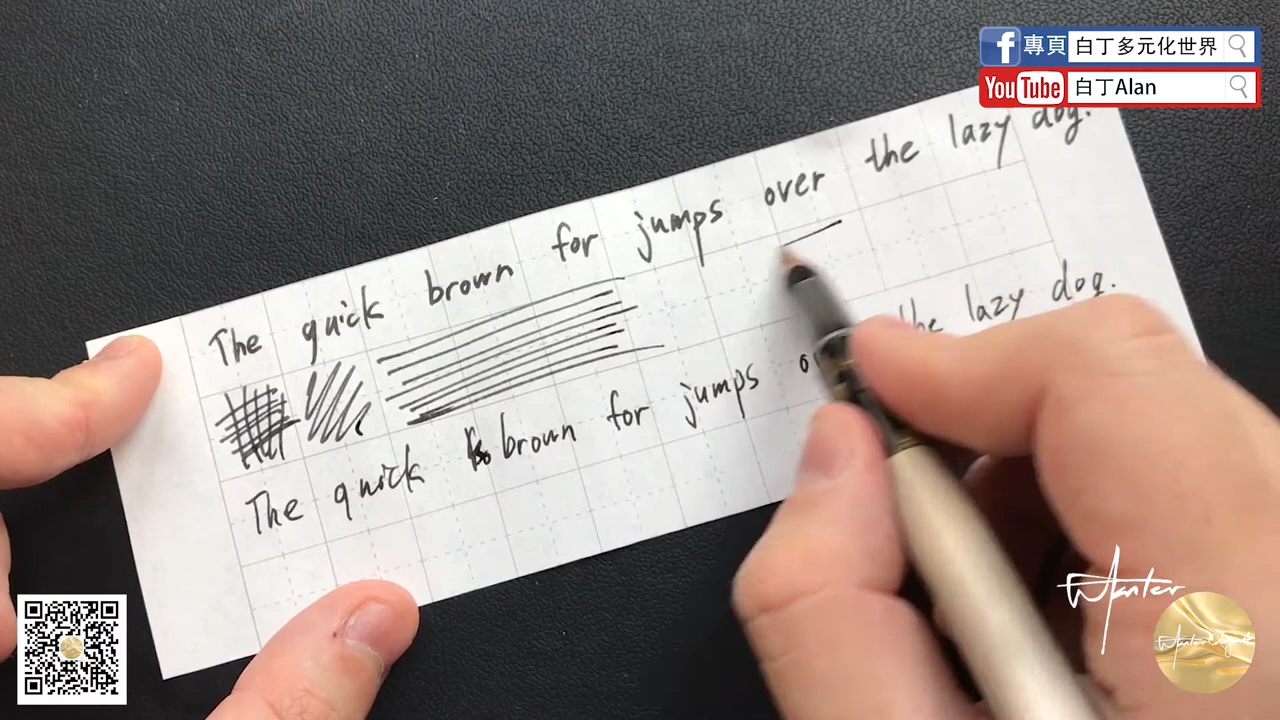 專頁 白丁多元化世界
YouTube 白丁Alan
The quick brown for jumps over the lazy dog.
The quick brown for jumps the lazy dog.
Wanter